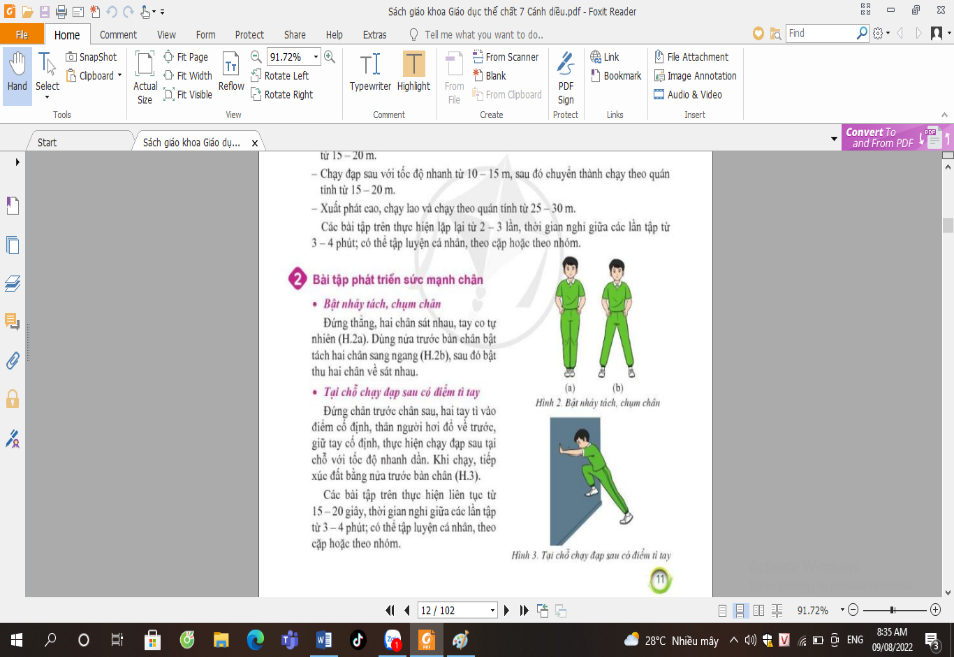 Sách giáo khoa Giáo dục thể chất 7 Cánh diều.pdf - Foxit Reader
File Home Comment View Form Protect Share Help Extras Tell me what you want to do.. Find
Hand Select SnapShot Clipboard
Tools
Actual Size Fit Page Fit Width Fit Visible Reflow 91.72% Rotate Left Rotate Right
View
Typewriter Highlight
Comment
From File From Scanner Blank From Clipboard
Create
PDF Sign
Protect
Link Bookmark
Links
File Attachment Image Annotation Audio & Video
Insert
Start Sách giáo khoa Giáo dụ... x
Convert To and From PDF
từ 15 – 20 m.
– Chạy đạp sau với tốc độ nhanh từ 10 – 15 m, sau đó chuyển thành chạy theo quán
tính từ 15 – 20 m.
– Xuất phát cao, chạy lao và chạy theo quán tính từ 25 – 30 m.
Các bài tập trên thực hiện lặp lại từ 2 – 3 lần, thời gian nghỉ giữa các lần tập từ
3 – 4 phút; có thể tập luyện cá nhân, theo cặp hoặc theo nhóm.
2 Bài tập phát triển sức mạnh chân
• Bật nhảy tách, chụm chân
Đứng thẳng, hai chân sát nhau, tay co tự
nhiên (H.2a). Dùng nửa trước bàn chân bật
tách hai chân sang ngang (H.2b), sau đó bật
thu hai chân về sát nhau.
(a) (b)
Hình 2. Bật nhảy tách, chụm chân
• Tại chỗ chạy đạp sau có điểm tì tay
Đứng chân trước chân sau, hai tay tì vào
điểm cố định, thân người hơi đổ về trước,
giữ tay cố định, thực hiện chạy đạp sau tại
chỗ với tốc độ nhanh dần. Khi chạy, tiếp
xúc đất bằng nửa trước bàn chân (H.3).
Các bài tập trên thực hiện liên tục từ
15 – 20 giây, thời gian nghỉ giữa các lần tập
từ 3 – 4 phút; có thể tập luyện cá nhân, theo
cặp hoặc theo nhóm.
Hình 3. Tại chỗ chạy đạp sau có điểm tì tay
11
12 / 102
91.72%
28°C Nhiều mây ENG 8:35 AM
09/08/2022